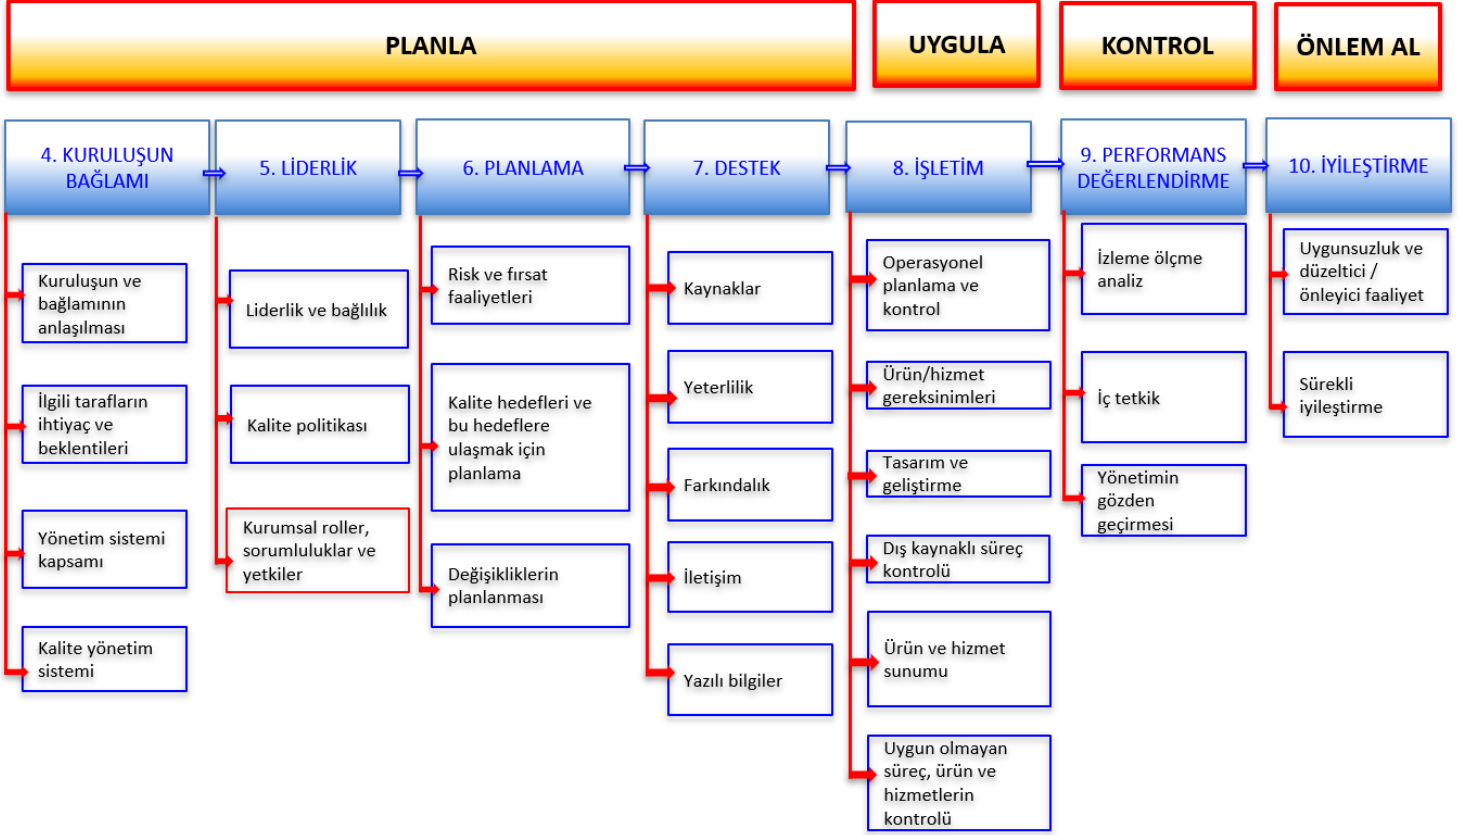 PLANLA
UYGULA
KONTROL
ÖNLEM AL
4. KURULUŞUN
BAĞLAMI
5. LİDERLİK
6. PLANLAMA
7. DESTEK
8. İŞLETİM
9. PERFORMANS
DEĞERLENDİRME
10. İYİLEŞTİRME
Kuruluşun ve
bağlamının
anlaşılması
İlgili tarafların
ihtiyaç ve
beklentileri
Yönetim sistemi
kapsamı
Kalite yönetim
sistemi
Liderlik ve bağlılık
Kalite politikası
Kurumsal roller,
sorumluluklar ve
yetkiler
Risk ve fırsat
faaliyetleri
Kalite hedefleri ve
bu hedeflere
ulaşmak için
planlama
Değişikliklerin
planlanması
Kaynaklar
Yeterlilik
Farkındalık
İletişim
Yazılı bilgiler
Operasyonel
planlama ve
kontrol
Ürün/hizmet
gereksinimleri
Tasarım ve
geliştirme
Dış kaynaklı süreç
kontrolü
Ürün ve hizmet
sunumu
Uygun olmayan
süreç, ürün ve
hizmetlerin
kontrolü
İzleme ölçme
analiz
İç tetkik
Yönetimin
gözden
geçirmesi
Uygunsuzluk ve
düzeltici /
önleyici faaliyet
Sürekli
iyileştirme